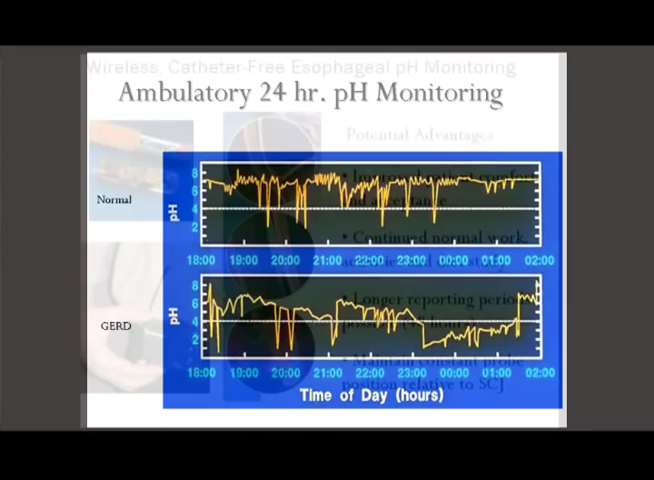 Wireless, Catheter-Free Esophageal pH Monitoring
Ambulatory 24 hr. pH Monitoring
Potential Advantages
Normal
pH
8
6
4
2
18:00 19:00 20:00 21:00 22:00 23:00 00:00 01:00 02:00
• Continued normal work,
• Longer reporting period
GERD
pH
8
6
4
2
18:00 19:00 20:00 21:00 22:00 23:00 00:00 01:00 02:00
• Maintain constant probe
position relative to SCJ
Time of Day (hours)